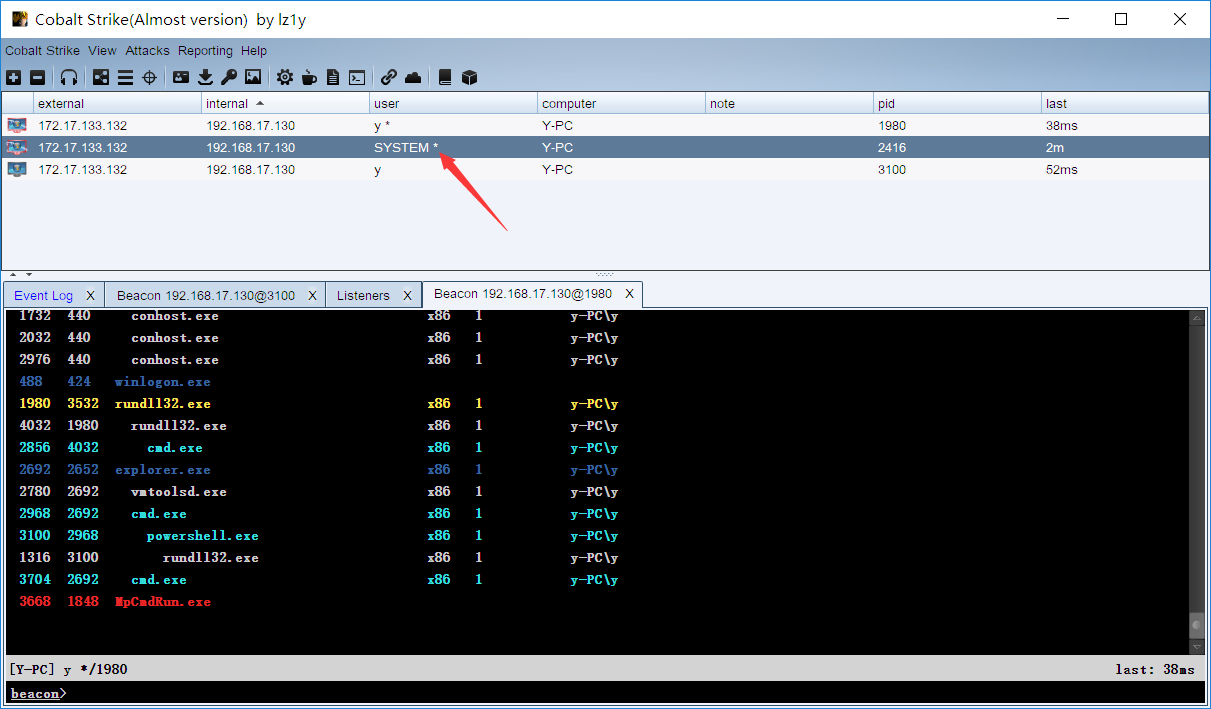 Cobalt Strike(Almost version)  by lz1y
Cobalt Strike View Attacks Reporting Help
external internal user computer note pid last
172.17.133.132 192.168.17.130 y * Y-PC 1980 38ms
172.17.133.132 192.168.17.130 SYSTEM * Y-PC 2416 2m
172.17.133.132 192.168.17.130 y Y-PC 3100 52ms
Event Log X Beacon 192.168.17.130@3100 X Listeners X Beacon 192.168.17.130@1980 X
1732 440 conhost.exe x86 1 y-PC\y
2032 440 conhost.exe x86 1 y-PC\y
2976 440 conhost.exe x86 1 y-PC\y
488 424 winlogon.exe
1980 3532 rundll32.exe x86 1 y-PC\y
4032 1980 rundll32.exe x86 1 y-PC\y
2856 4032 cmd.exe x86 1 y-PC\y
2692 2652 explorer.exe x86 1 y-PC\y
2780 2692 vmtoolsd.exe x86 1 y-PC\y
2968 2692 cmd.exe x86 1 y-PC\y
3100 2968 powershell.exe x86 1 y-PC\y
1316 3100 rundll32.exe x86 1 y-PC\y
3704 2692 cmd.exe x86 1 y-PC\y
3668 1848 MpCmdRun.exe
[Y-PC] y */1980 last: 38ms
beacon>